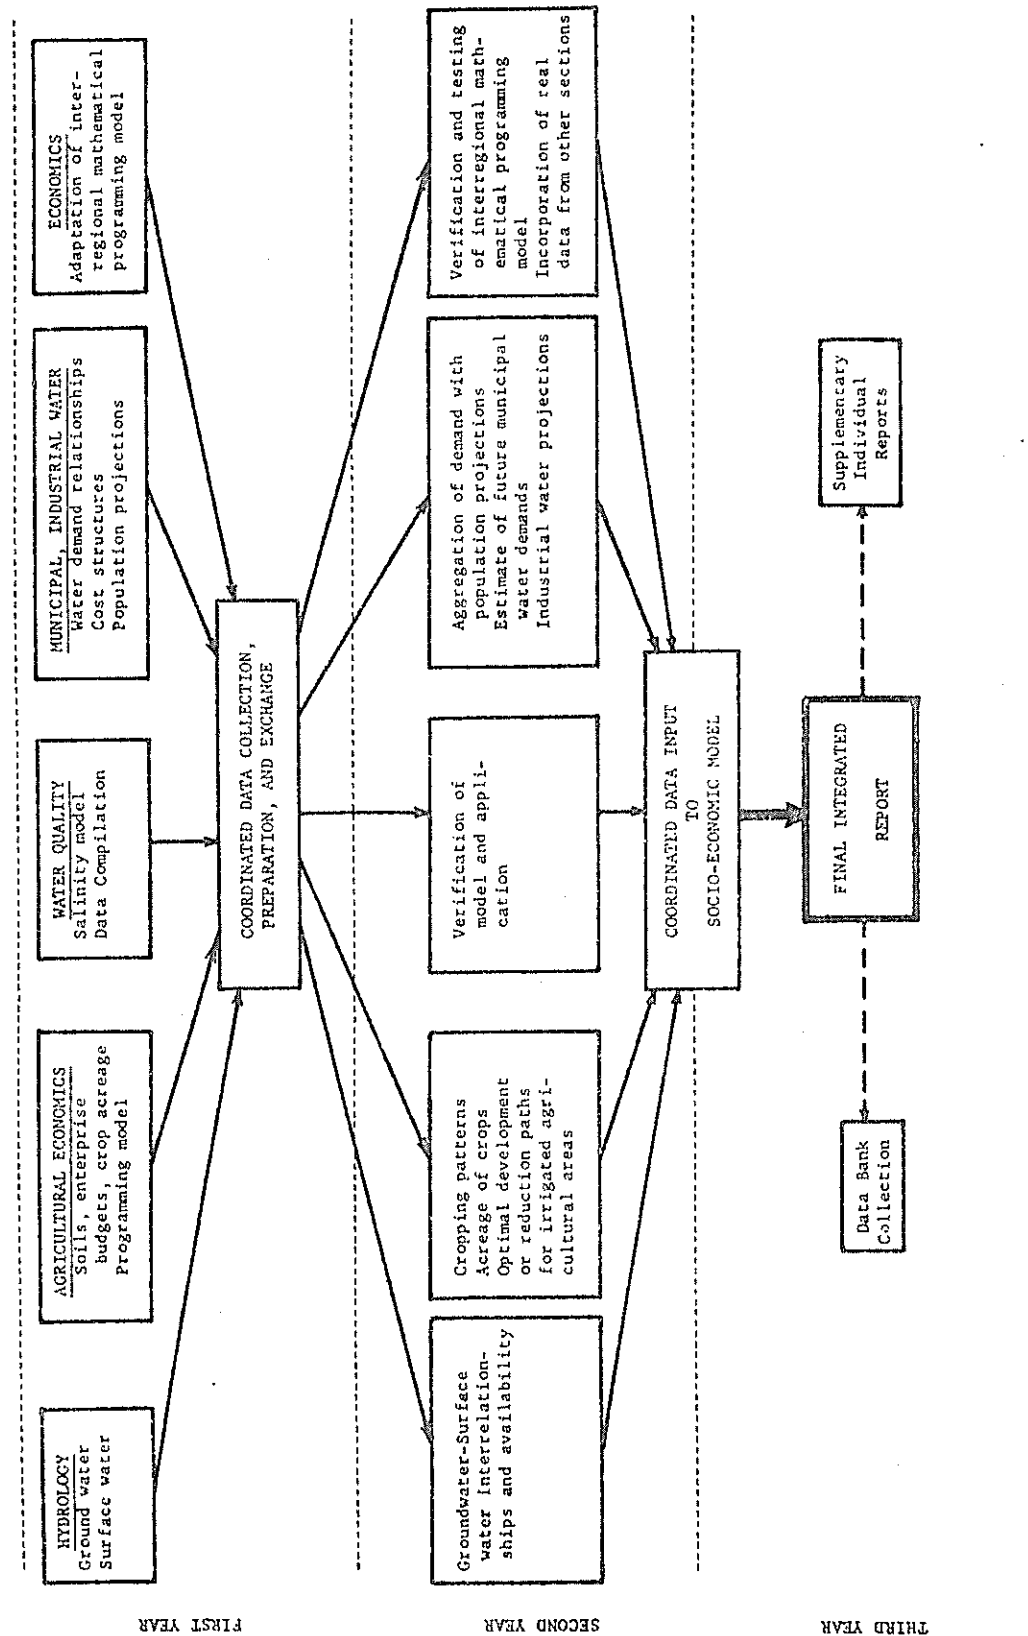 FIRST YEAR
HYDROLOGY
Ground water
Surface water
AGRICULTURAL ECONOMICS
Soils, enterprise
budgets, crop acreage
Programming model
WATER QUALITY
Salinity model
Data Compilation
MUNICIPAL, INDUSTRIAL WATER
Water demand relationships
Cost structures
Population projections
ECONOMICS
Adaptation of inter-
regional mathematical
programming model
COORDINATED DATA COLLECTION,
PREPARATION, AND EXCHANGE
SECOND YEAR
Groundwater-Surface
water interrelation-
ships and availability
Cropping patterns
Acreage of crops
Optimal development
or reduction paths
for irrigated agri-
cultural areas
Verification of
model and appli-
cation
Aggregation of demand with
population projections
Estimate of future municipal
water demands
Industrial water projections
Verification and testing
of interregional math-
ematical programming
model
Incorporation of real
data from other sections
COORDINATED DATA INPUT
TO
SOCIO-ECONOMIC MODEL
THIRD YEAR
Data Bank
Collection
FINAL INTEGRATED
REPORT
Supplementary
Individual
Reports